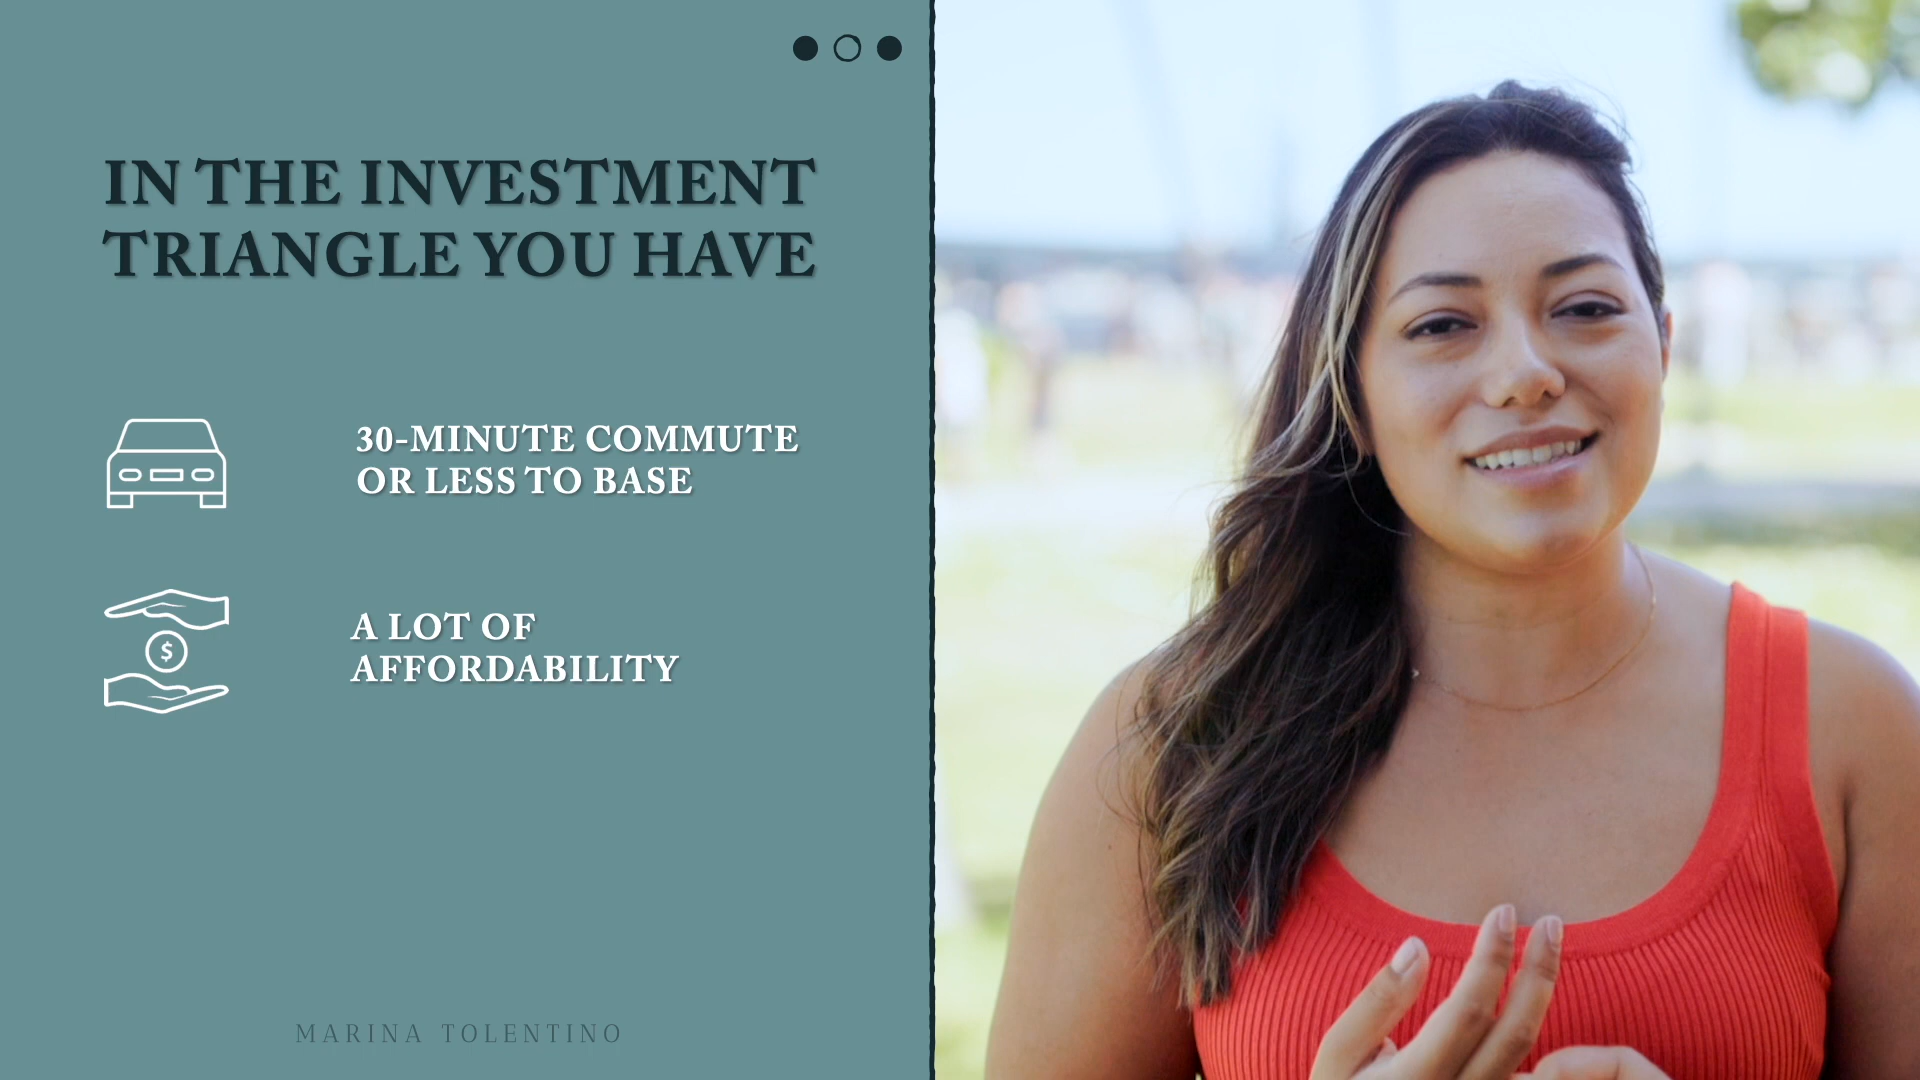 IN THE INVESTMENT
TRIANGLE YOU HAVE
30-MINUTE COMMUTE
OR LESS TO BASE
$
A LOT OF
AFFORDABILITY
MARINA TOLENTINO